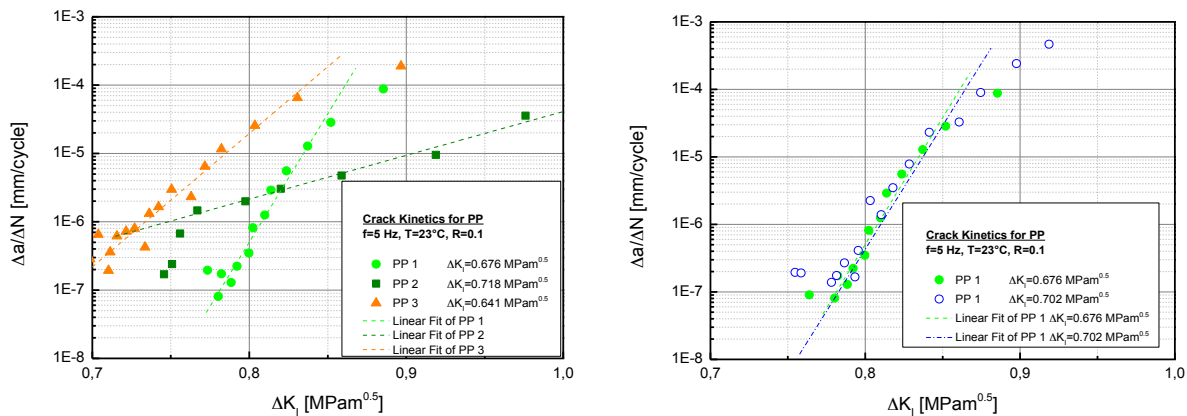 1E-3
1E-4
1E-5
1E-6
1E-7
1E-8
Δa/ΔN [mm/cycle]
Crack Kinetics for PP
f=5 Hz, T=23°C, R=0.1
PP 1 ΔKI=0.676 MPam0.5
PP 2 ΔKI=0.718 MPam0.5
PP 3 ΔKI=0.641 MPam0.5
Linear Fit of PP 1
Linear Fit of PP 2
Linear Fit of PP 3
0,7 0,8 0,9 1,0
ΔKI [MPam0.5]
1E-3
1E-4
1E-5
1E-6
1E-7
1E-8
Δa/ΔN [mm/cycle]
Crack Kinetics for PP
f=5 Hz, T=23°C, R=0.1
PP 1 ΔKI=0.676 MPam0.5
PP 1 ΔKI=0.702 MPam0.5
Linear Fit of PP 1 ΔKI=0.676 MPam0.5
Linear Fit of PP 1 ΔKI=0.702 MPam0.5
0,7 0,8 0,9 1,0
ΔKI [MPam0.5]